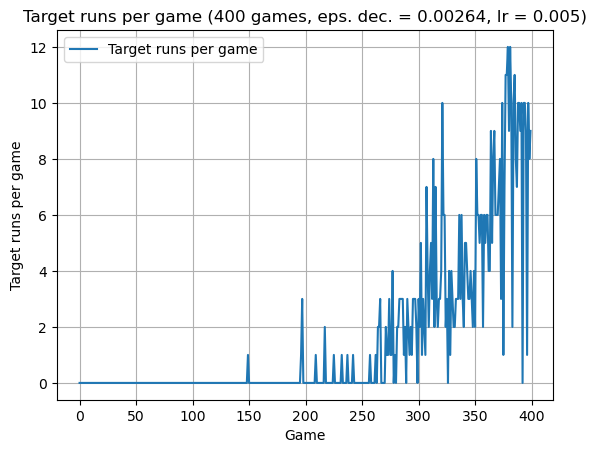 Target runs per game (400 games, eps. dec. = 0.00264, lr = 0.005)
Target runs per game
12
10
8
6
4
2
0
Target runs per game
0 50 100 150 200 250 300 350 400
Game